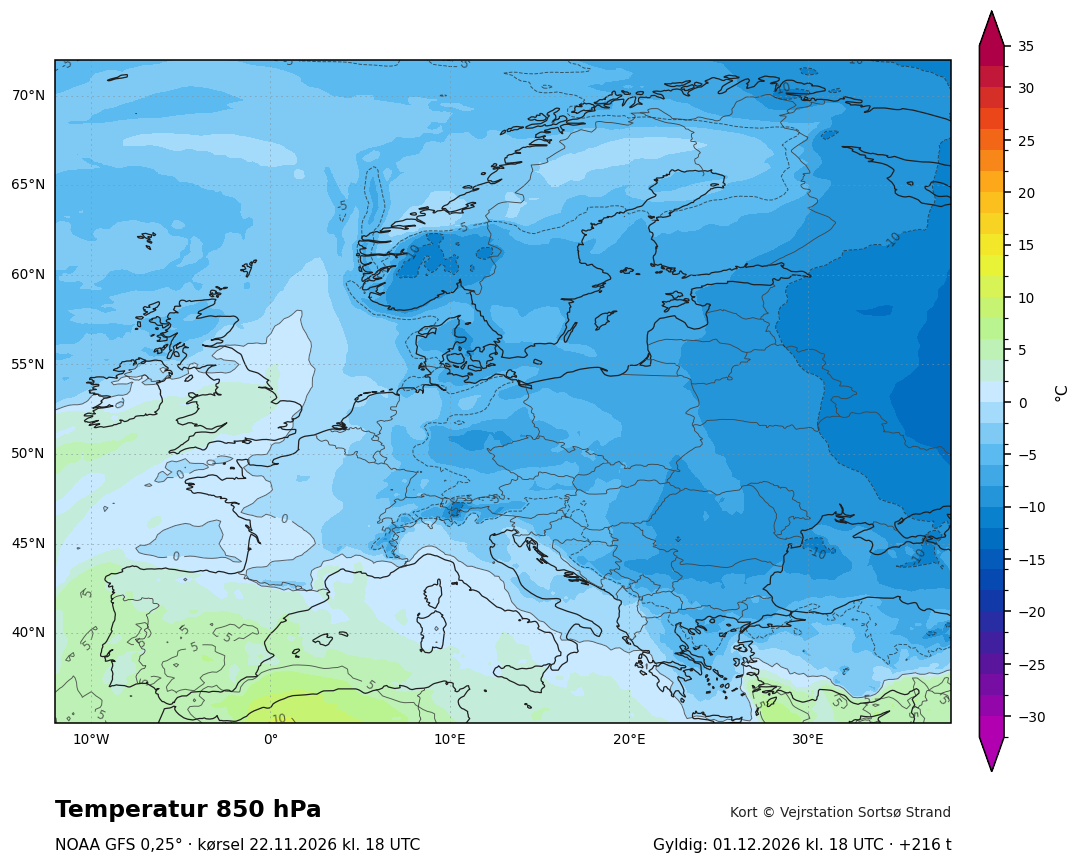 35
30
25
20
15
10
5
0
−5
−10
−15
−20
−25
−30
°C
70°N
65°N
60°N
55°N
50°N
45°N
40°N
10°W 0° 10°E 20°E 30°E
Temperatur 850 hPa
Kort © Vejrstation Sortsø Strand
NOAA GFS 0,25° · kørsel 22.11.2026 kl. 18 UTC
Gyldig: 01.12.2026 kl. 18 UTC · +216 t